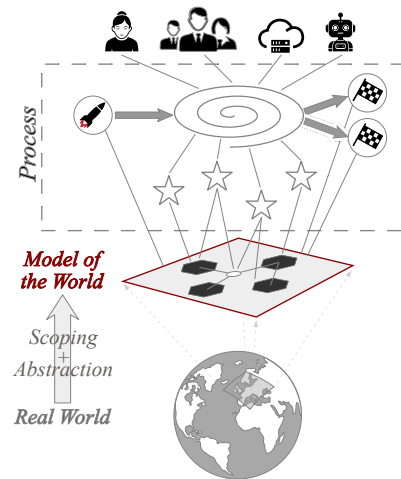 Process
Model of
the World
Scoping
+
Abstraction
Real World